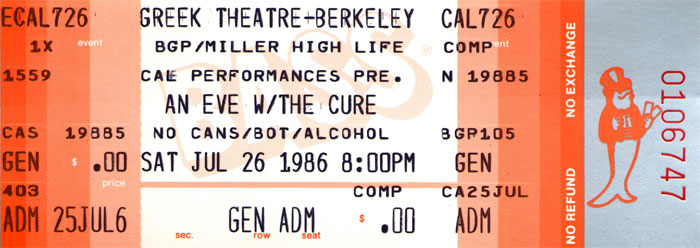 ECAL726 GREEK THEATRE-BERKELEY CAL726
1X event BGP/MILLER HIGH LIFE COMP event
1559 CAL PERFORMANCES PRE. N 19885
AN EVE W/THE CURE
CAS 19885 NO CANS/BOT/ALCOHOL BGP105
GEN $ .00 SAT JUL 26 1986 8:00PM GEN
403 price COMP CA25JUL
ADM 25JUL6 GEN ADM $ .00 ADM
sec. row seat
BASS®
NO EXCHANGE
NO REFUND
0106747